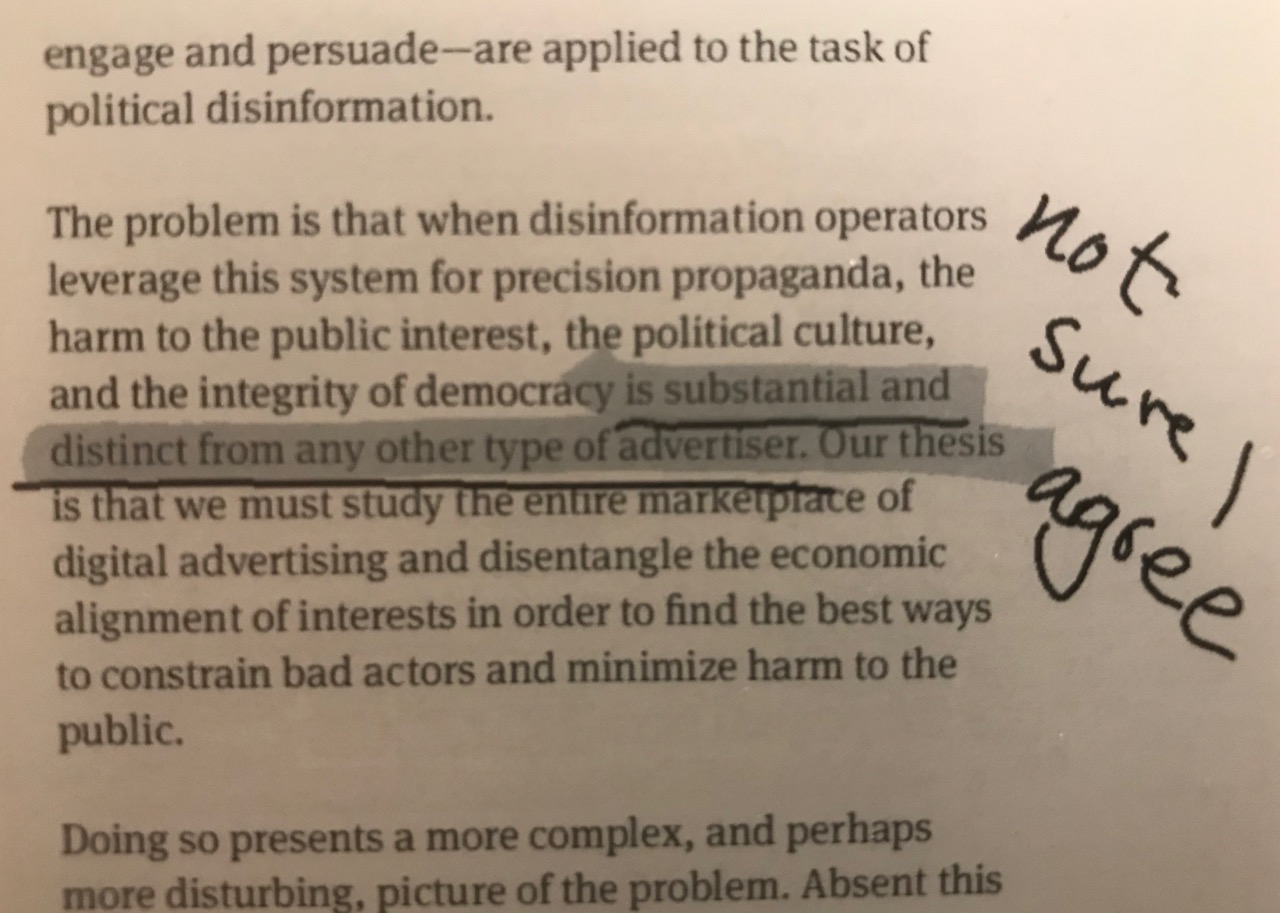 engage and persuade—are applied to the task of
political disinformation.
The problem is that when disinformation operators
leverage this system for precision propaganda, the
harm to the public interest, the political culture,
and the integrity of democracy is substantial and
distinct from any other type of advertiser. Our thesis
is that we must study the entire marketplace of
digital advertising and disentangle the economic
alignment of interests in order to find the best ways
to constrain bad actors and minimize harm to the
public.
Doing so presents a more complex, and perhaps
more disturbing, picture of the problem. Absent this
not
sure I
agree